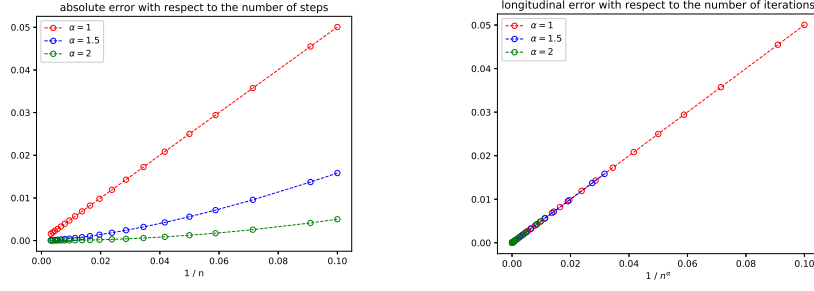 absolute error with respect to the number of steps
0.05
0.04
0.03
0.02
0.01
0.00
α = 1
α = 1.5
α = 2
0.00 0.02 0.04 0.06 0.08 0.10
1 / n
longitudinal error with respect to the number of iterations
0.05
0.04
0.03
0.02
0.01
0.00
α = 1
α = 1.5
α = 2
0.00 0.02 0.04 0.06 0.08 0.10
1 / n^α